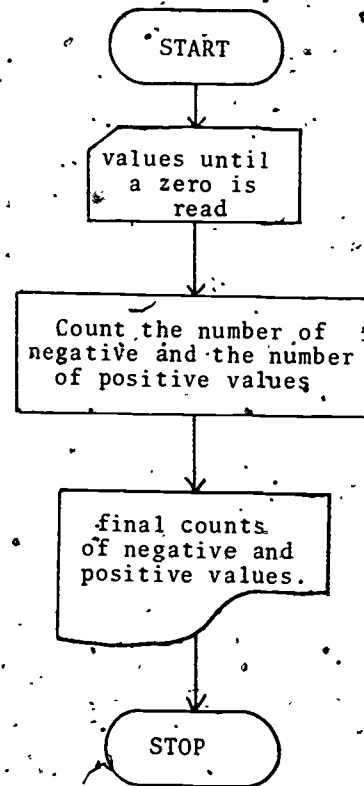 START
values until
a zero is
read
Count the number of
negative and the number
of positive values
final counts
of negative and
positive values.
STOP